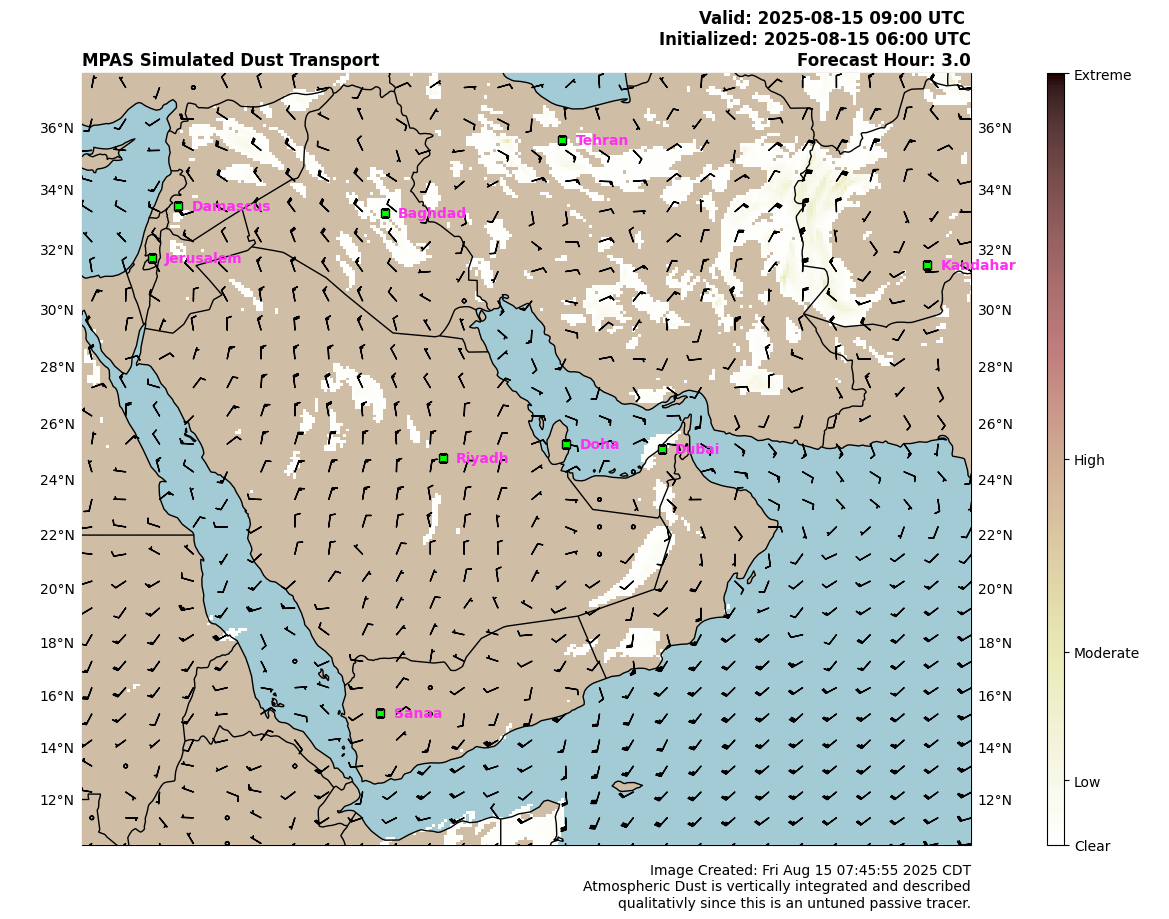 Valid: 2025-08-15 09:00 UTC
Initialized: 2025-08-15 06:00 UTC
MPAS Simulated Dust Transport Forecast Hour: 3.0
Extreme
36°N 36°N
Tehran
34°N 34°N
Damascus
Baghdad
32°N 32°N
Jerusalem
Kandahar
30°N 30°N
28°N 28°N
26°N 26°N
Doha
Dubai
Riyadh
High
24°N 24°N
22°N 22°N
20°N 20°N
18°N 18°N
Moderate
16°N 16°N
Sanaa
14°N 14°N
Low
12°N 12°N
Clear
Image Created: Fri Aug 15 07:45:55 2025 CDT
Atmospheric Dust is vertically integrated and described
qualitativly since this is an untuned passive tracer.